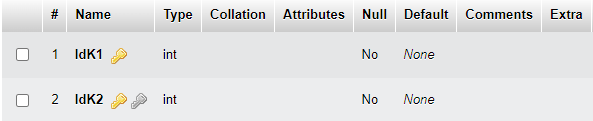 # Name Type Collation Attributes Null Default Comments Extra
1 IdK1 int No None
2 IdK2 int No None